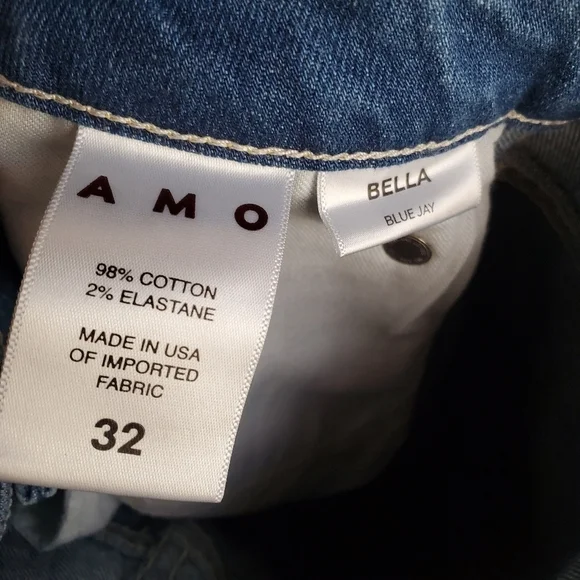 AMO
98% COTTON
2% ELASTANE
MADE IN USA
OF IMPORTED
FABRIC
32
BELLA
BLUE JAY